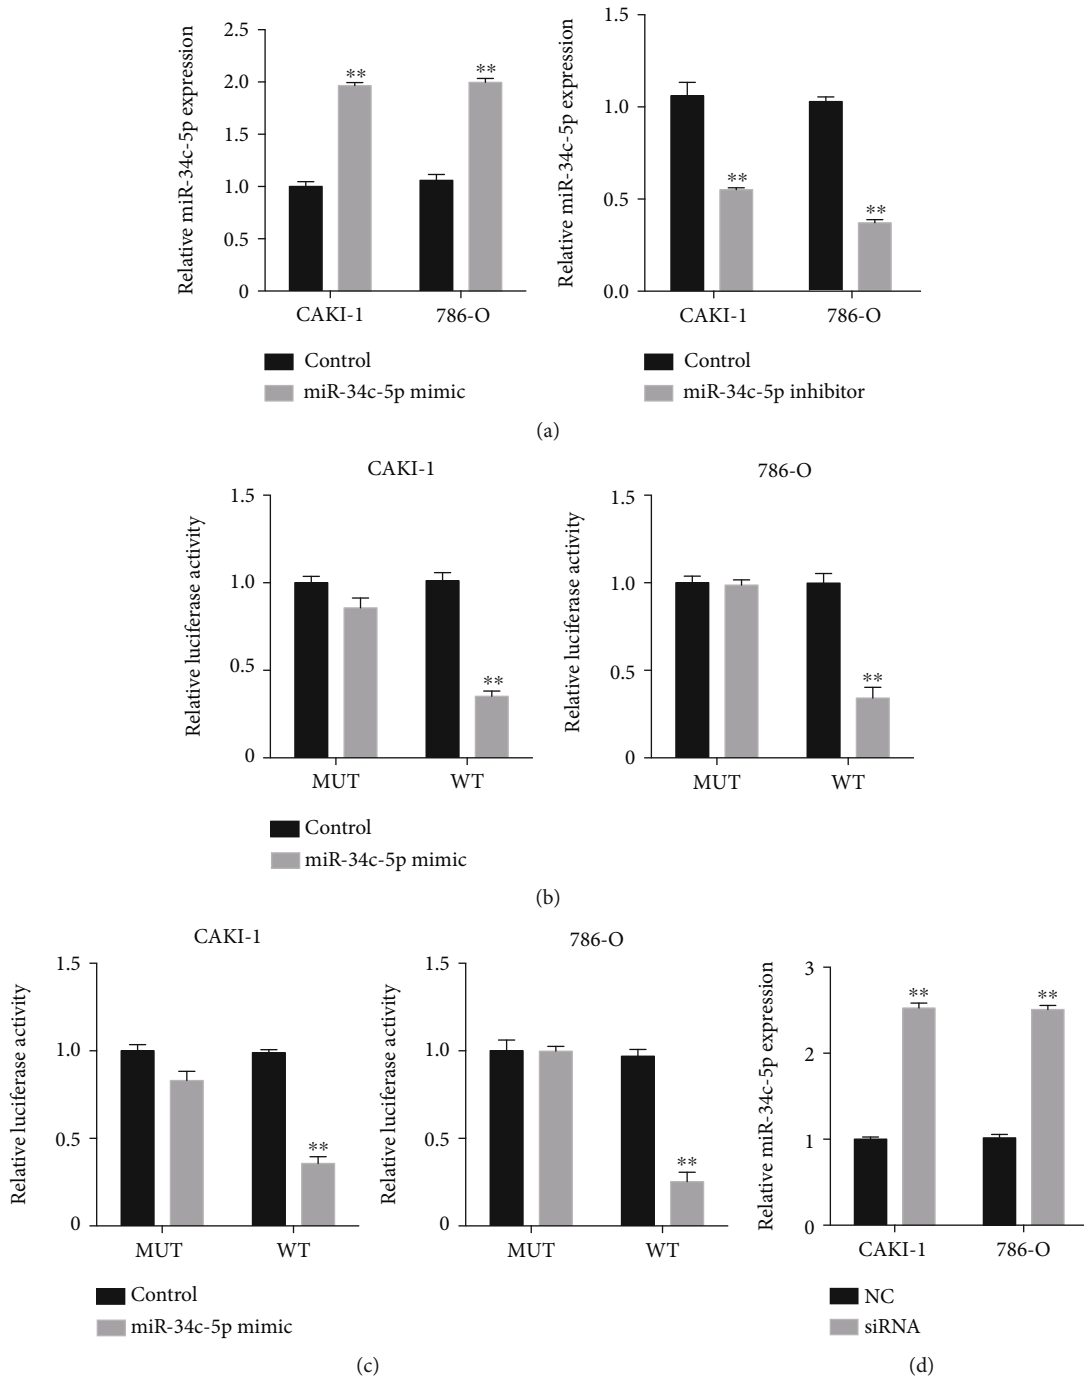 Relative miR-34c-5p expression
2.5
2.0
1.5
1.0
0.5
0
**
**
CAKI-1
786-O
Control
miR-34c-5p mimic
Relative miR-34c-5p expression
1.5
1.0
0.5
0.0
**
**
CAKI-1
786-O
Control
miR-34c-5p inhibitor
(a)
CAKI-1
Relative luciferase activity
1.5
1.0
0.5
0
**
MUT
WT
Control
miR-34c-5p mimic
786-O
Relative luciferase activity
1.5
1.0
0.5
0
**
MUT
WT
(b)
CAKI-1
Relative luciferase activity
1.5
1.0
0.5
0
**
MUT
WT
Control
miR-34c-5p mimic
786-O
Relative luciferase activity
1.5
1.0
0.5
0
**
MUT
WT
(c)
Relative miR-34c-5p expression
3
2
1
0
**
**
CAKI-1
786-O
NC
siRNA
(d)